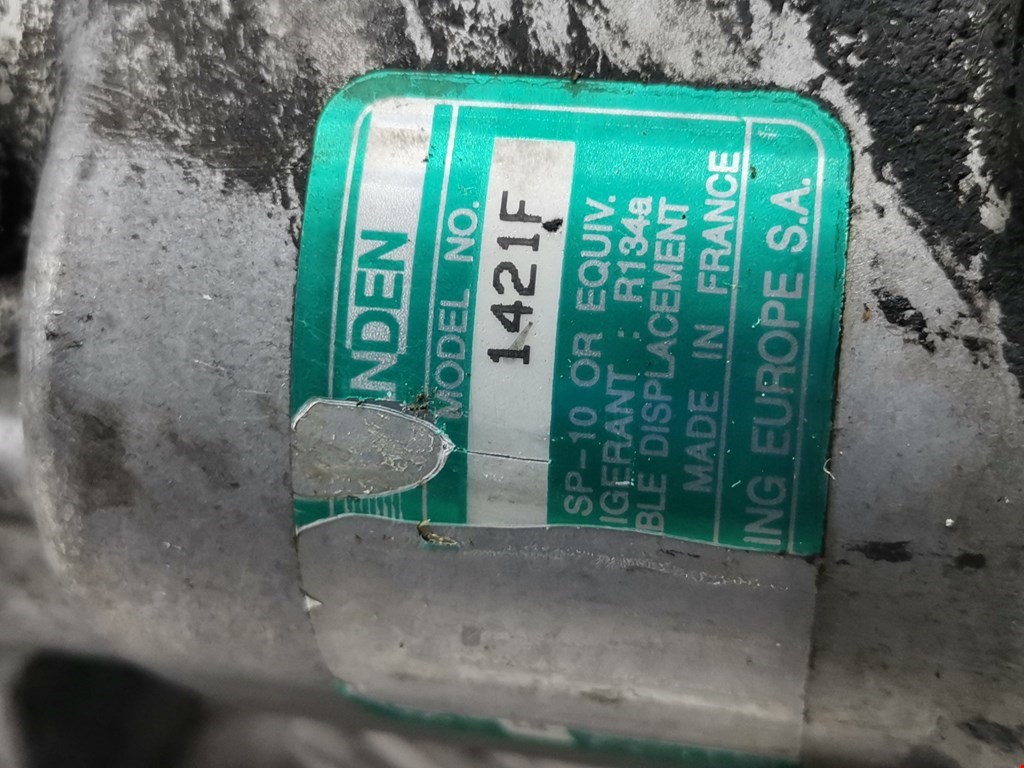 NDEN
MODEL NO.
1421F
SP-10 OR EQUIV.
IGERANT : R134a
BLE DISPLACEMENT
MADE IN FRANCE
ING EUROPE S.A.